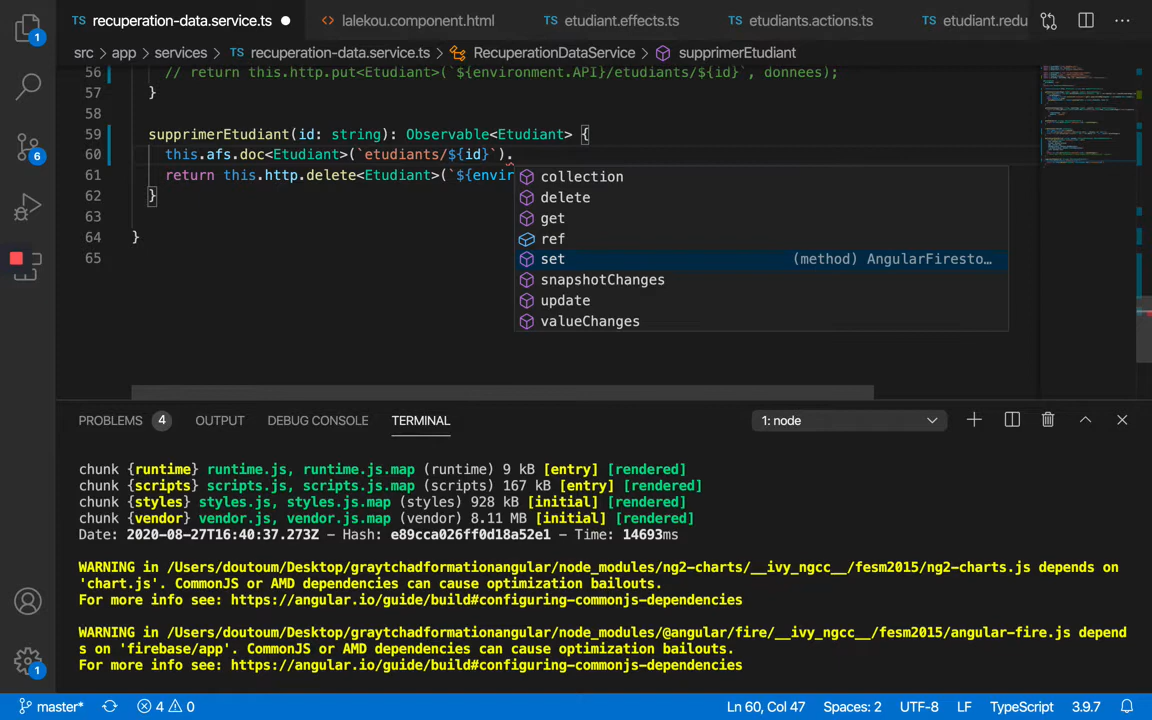 recuperation-data.service.ts
lalekou.component.html
etudiant.effects.ts
etudiants.actions.ts
etudiant.redu
src > app > services > recuperation-data.service.ts > RecuperationDataService > supprimerEtudiant
56 // return this.http.put<Etudiant>(`${environment.API}/etudiants/${id}`, donnees);
57 }
58
59 supprimerEtudiant(id: string): Observable<Etudiant> {
60 this.afs.doc<Etudiant>(`etudiants/${id}`).
61 return this.http.delete<Etudiant>(`${envir
62 }
63
64 }
65
collection
delete
get
ref
set (method) AngularFiresto…
snapshotChanges
update
valueChanges
PROBLEMS 4 OUTPUT DEBUG CONSOLE TERMINAL 1: node
chunk {runtime} runtime.js, runtime.js.map (runtime) 9 kB [entry] [rendered]
chunk {scripts} scripts.js, scripts.js.map (scripts) 167 kB [entry] [rendered]
chunk {styles} styles.js, styles.js.map (styles) 928 kB [initial] [rendered]
chunk {vendor} vendor.js, vendor.js.map (vendor) 8.11 MB [initial] [rendered]
Date: 2020-08-27T16:40:37.273Z - Hash: e89cca026ff0d18a52e1 - Time: 14693ms
WARNING in /Users/doutoum/Desktop/graytchadformationangular/node_modules/ng2-charts/__ivy_ngcc__/fesm2015/ng2-charts.js depends on
'chart.js'. CommonJS or AMD dependencies can cause optimization bailouts.
For more info see: https://angular.io/guide/build#configuring-commonjs-dependencies
WARNING in /Users/doutoum/Desktop/graytchadformationangular/node_modules/@angular/fire/__ivy_ngcc__/fesm2015/angular-fire.js depend
s on 'firebase/app'. CommonJS or AMD dependencies can cause optimization bailouts.
For more info see: https://angular.io/guide/build#configuring-commonjs-dependencies
1
6
1
master* 4 0 Ln 60, Col 47 Spaces: 2 UTF-8 LF TypeScript 3.9.7